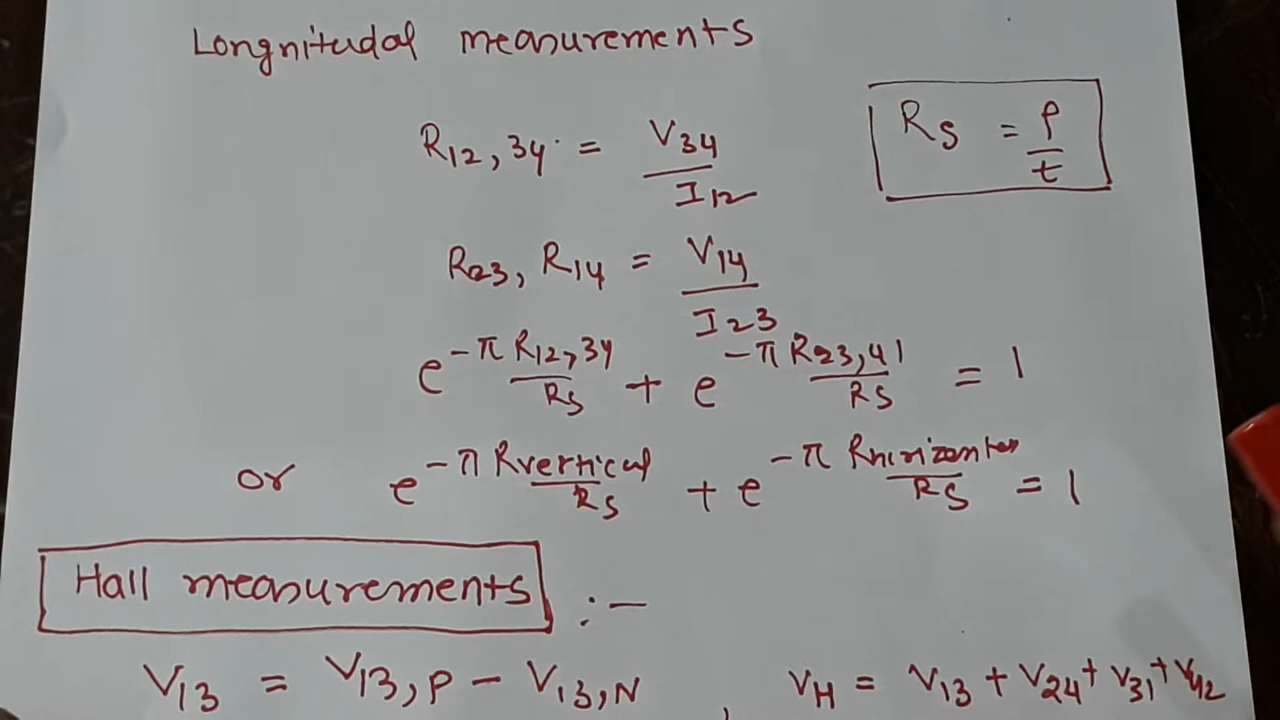 Longnitudal measurements
R12,34 = V34/I12
Rs = ρ/t
R23, R14 = V14/I23
e^(-π R12,34/Rs) + e^(-π R23,41/Rs) = 1
or e^(-π Rvertical/Rs) + e^(-π Rhorizontal/Rs) = 1
Hall measurements :-
V13 = V13,P - V13,N , VH = V13 + V24 + V31 + V42